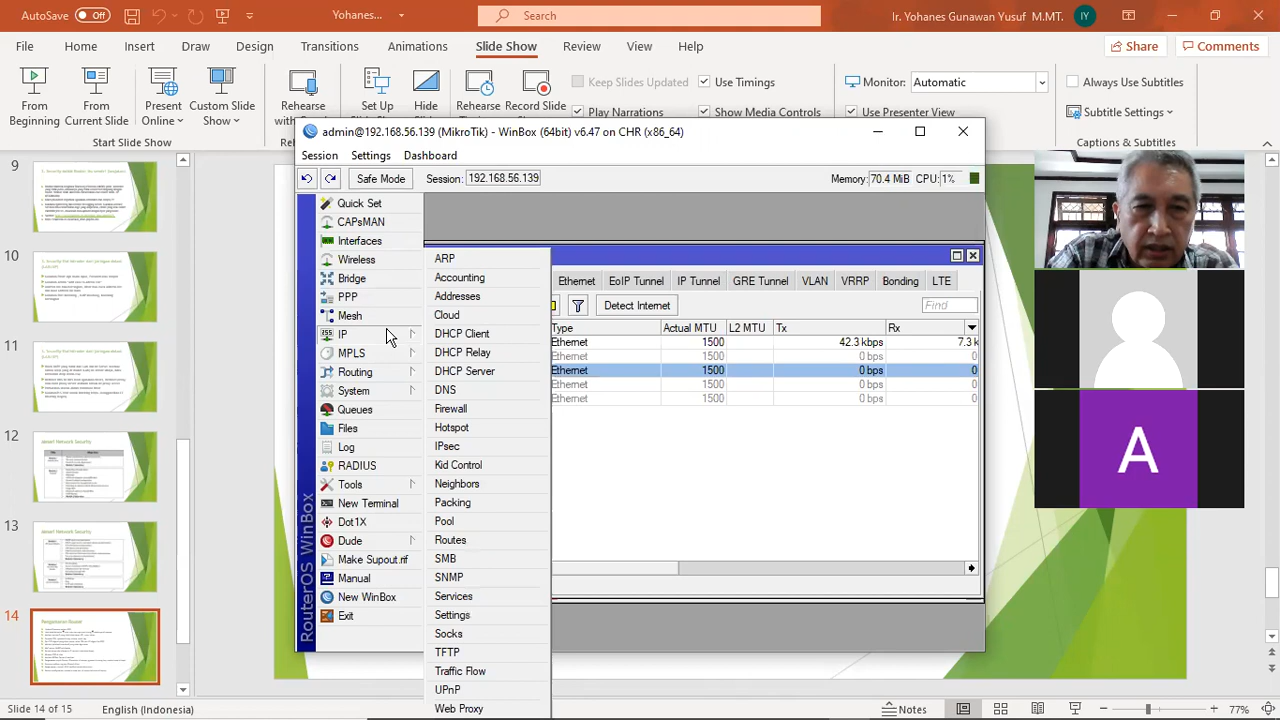 AutoSave Off Yohanes... Search Ir. Yohanes Gunawan Yusuf M.MT. IY
File Home Insert Draw Design Transitions Animations Slide Show Review View Help Share Comments
From Beginning
From Current Slide
Present Online
Custom Slide Show
Start Slide Show
Rehearse
Set Up
Hide
Rehearse
Record Slide
Keep Slides Updated
Use Timings
Play Narrations
Show Media Controls
Monitor: Automatic
Use Presenter View
Always Use Subtitles
Subtitle Settings
Captions & Subtitles
admin@192.168.56.139 (MikroTik) - WinBox (64bit) v6.47 on CHR (x86_64)
Session Settings Dashboard
Safe Mode Session: 192.168.56.139 Memory: 70.4 MiB CPU: 1%
RouterOS WinBox
Quick Set
CAPsMAN
Interfaces
Wireless
Bridge
PPP
Mesh
IP
MPLS
Routing
System
Queues
Files
Log
RADIUS
Tools
New Terminal
Dot1X
Dude
Make Supout.rif
Manual
New WinBox
Exit
ARP
Accounting
Addresses
Cloud
DHCP Client
DHCP Relay
DHCP Server
DNS
Firewall
Hotspot
IPsec
Kid Control
Neighbors
Packing
Pool
Routes
SMB
SNMP
Services
Settings
Socks
TFTP
Traffic Flow
UPnP
Web Proxy
Ethernet EoIP Tunnel IP Tunnel GRE Tunnel VLAN VRRP Bonding LTE
Detect Internet Find
Type Actual MTU L2 MTU Tx Rx
Ethernet 1500 42.3 kbps 7.3 k
Ethernet 1500 0 bps 0
Ethernet 1500 0 bps 0
Ethernet 1500 0 bps 0
Ethernet 1500 0 bps 0
A
9
10
11
12
13
14
Slide 14 of 15 English (Indonesia) Notes 77%